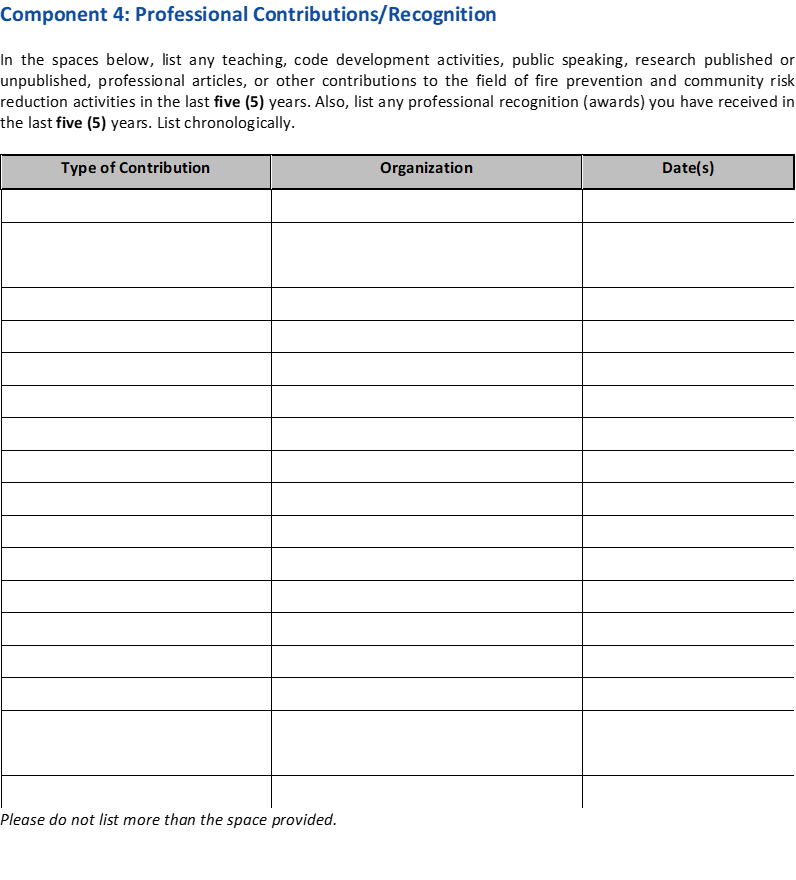 Component 4: Professional Contributions/Recognition
In the spaces below, list any teaching, code development activities, public speaking, research published or
unpublished, professional articles, or other contributions to the field of fire prevention and community risk
reduction activities in the last five (5) years. Also, list any professional recognition (awards) you have received in
the last five (5) years. List chronologically.
Type of Contribution Organization Date(s)
Please do not list more than the space provided.